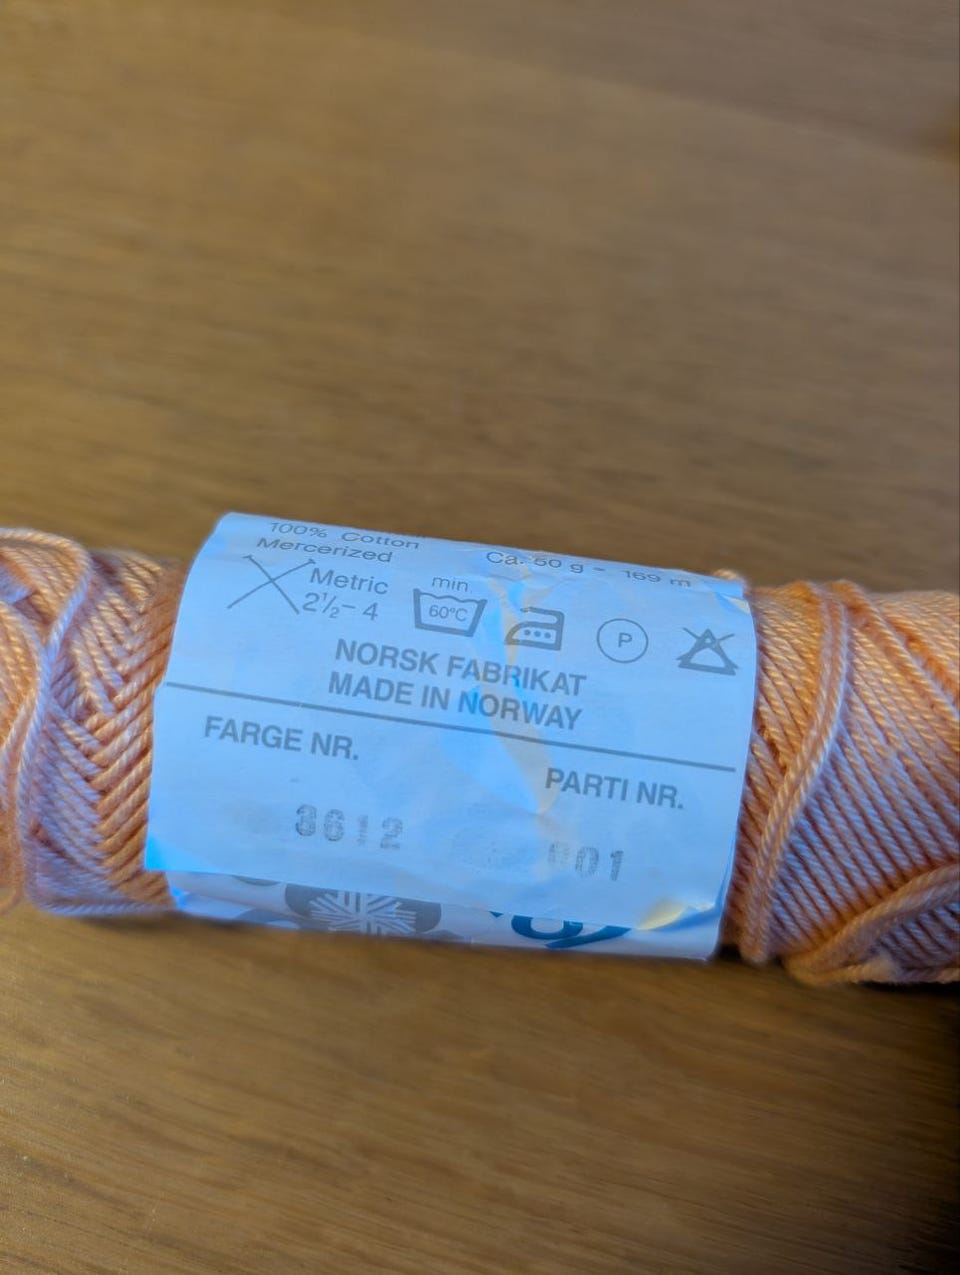 100% Cotton
Mercerized
Ca. 50 g = 169 m
Metric
2½-4
min.
60°C
P
NORSK FABRIKAT
MADE IN NORWAY
FARGE NR.
PARTI NR.
3612